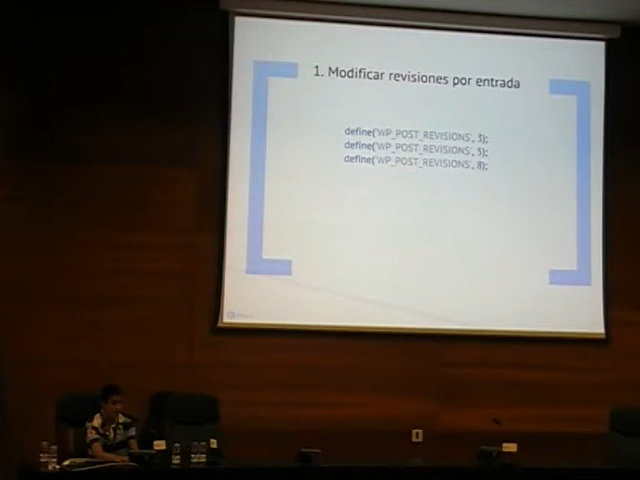 1. Modificar revisiones por entrada
define('WP_POST_REVISIONS', 3);
define('WP_POST_REVISIONS', 5);
define('WP_POST_REVISIONS', 8);